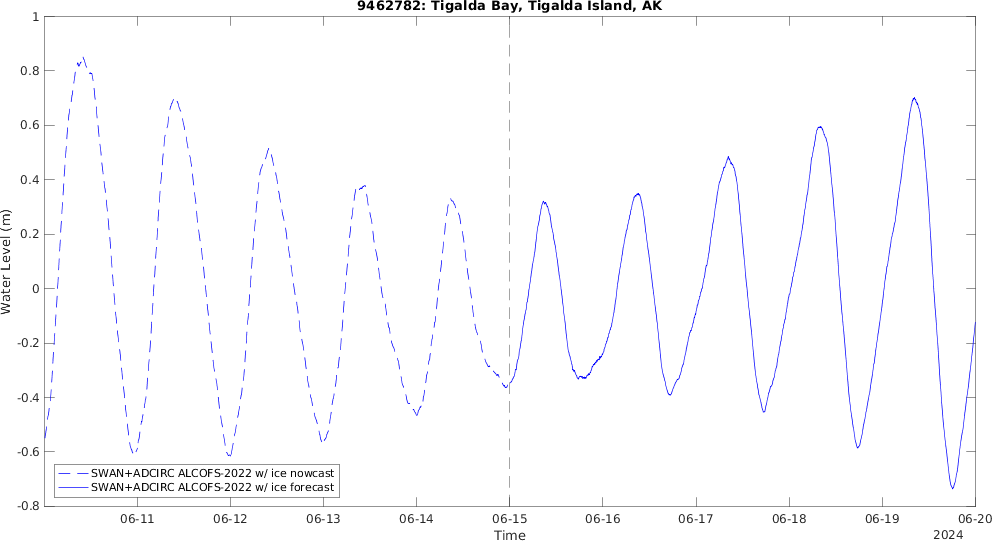 9462782: Tigalda Bay, Tigalda Island, AK
1
0.8
0.6
0.4
0.2
0
-0.2
-0.4
-0.6
-0.8
Water Level (m)
SWAN+ADCIRC ALCOFS-2022 w/ ice nowcast
SWAN+ADCIRC ALCOFS-2022 w/ ice forecast
06-11 06-12 06-13 06-14 06-15 06-16 06-17 06-18 06-19 06-20
Time
2024